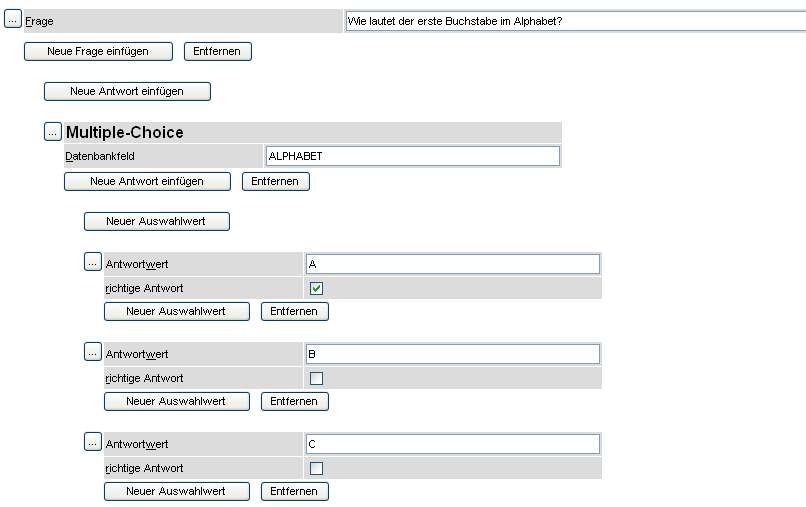 ... Frage Wie lautet der erste Buchstabe im Alphabet?
Neue Frage einfügen Entfernen
Neue Antwort einfügen
... Multiple-Choice
Datenbankfeld ALPHABET
Neue Antwort einfügen Entfernen
Neuer Auswahlwert
... Antwortwert A
richtige Antwort
Neuer Auswahlwert Entfernen
... Antwortwert B
richtige Antwort
Neuer Auswahlwert Entfernen
... Antwortwert C
richtige Antwort
Neuer Auswahlwert Entfernen